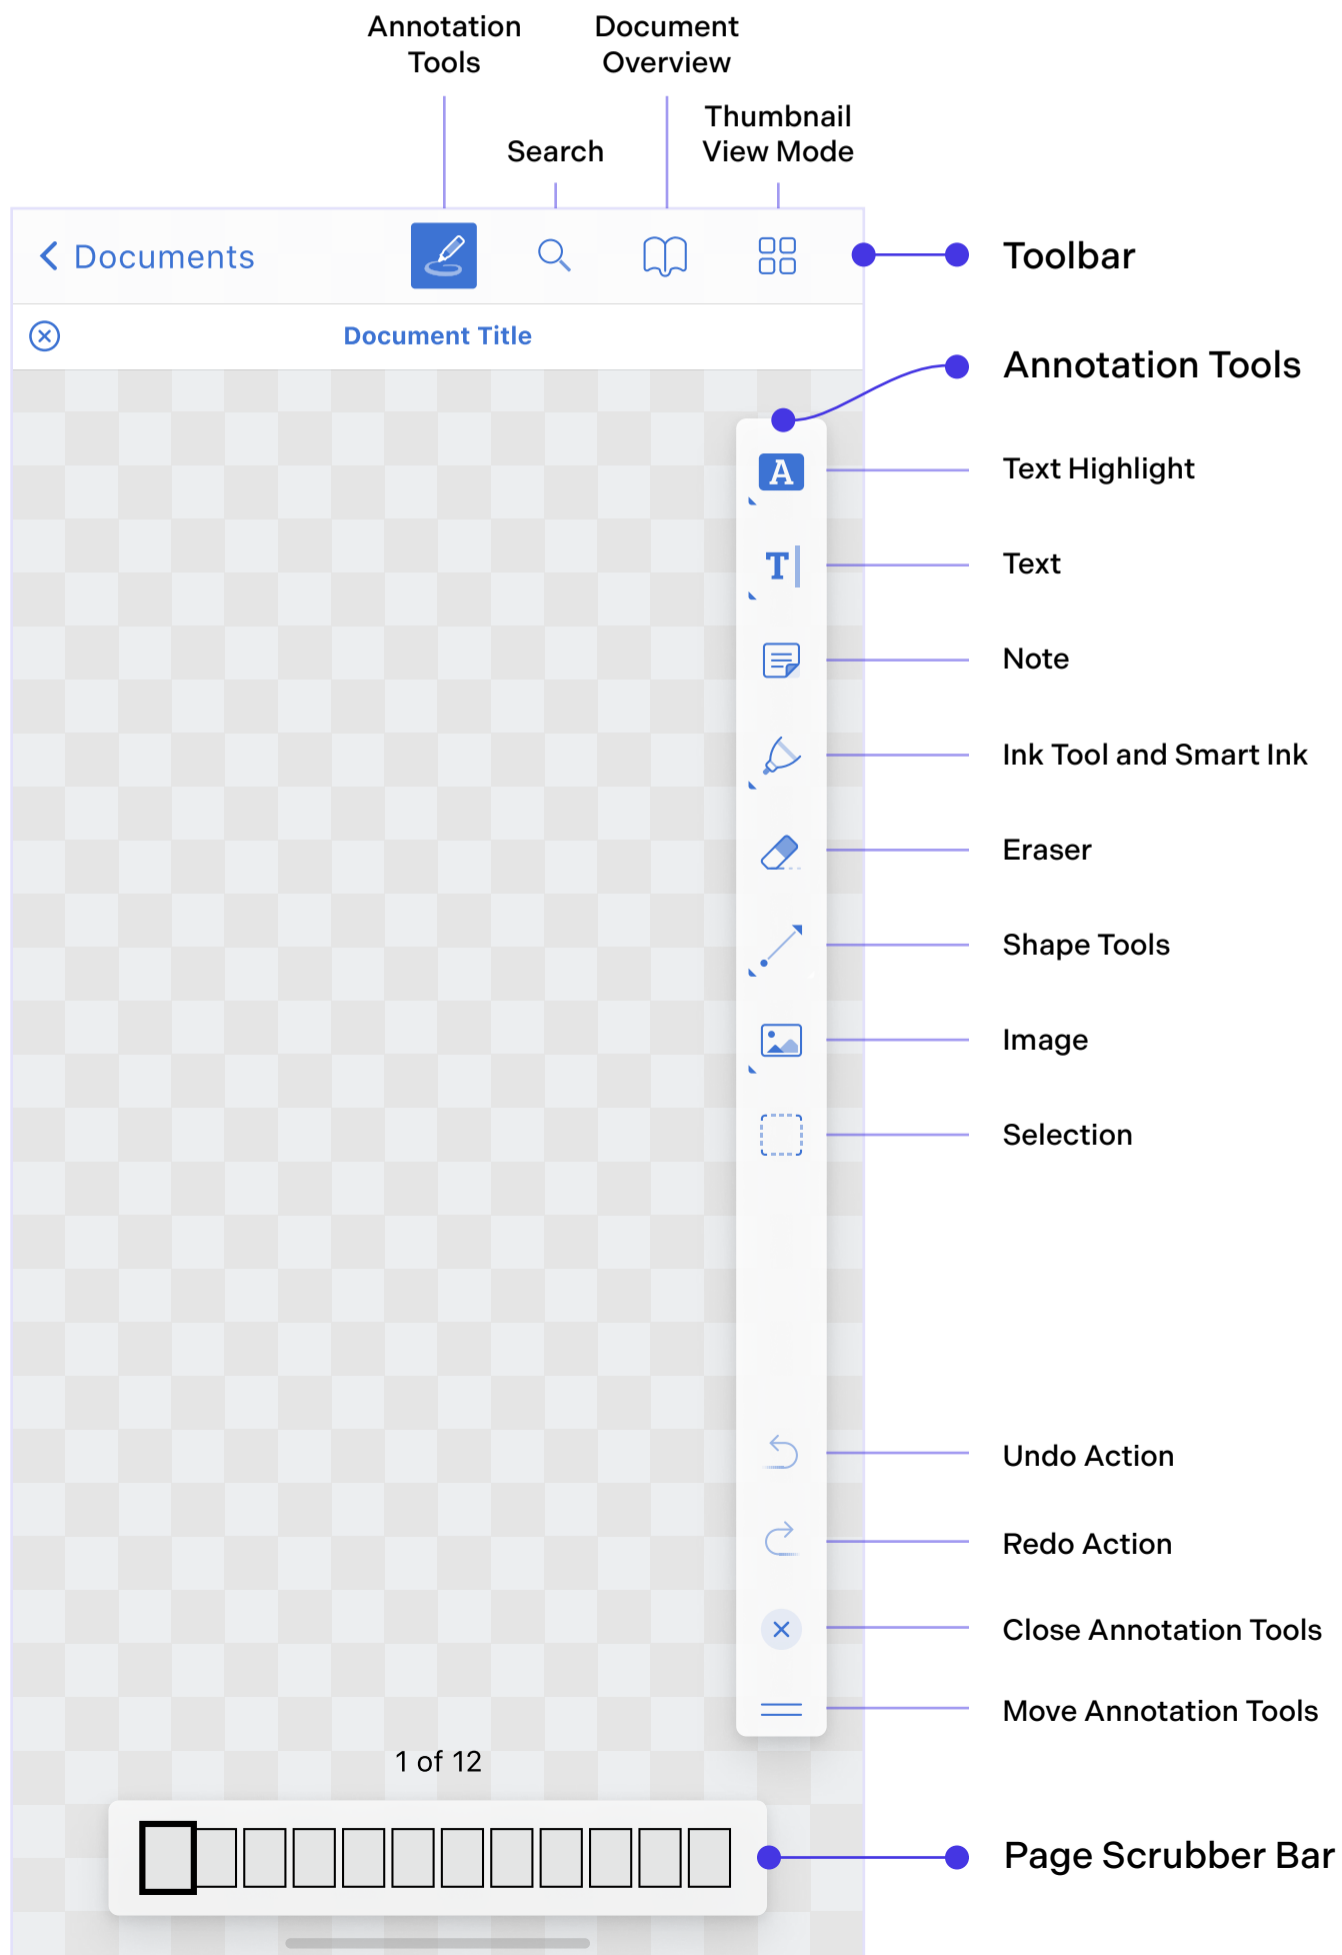 Annotation
Tools
Document
Overview
Search
Thumbnail
View Mode
Documents
Toolbar
Document Title
Annotation Tools
A
Text Highlight
T
Text
Note
Ink Tool and Smart Ink
Eraser
Shape Tools
Image
Selection
Undo Action
Redo Action
Close Annotation Tools
Move Annotation Tools
1 of 12
Page Scrubber Bar